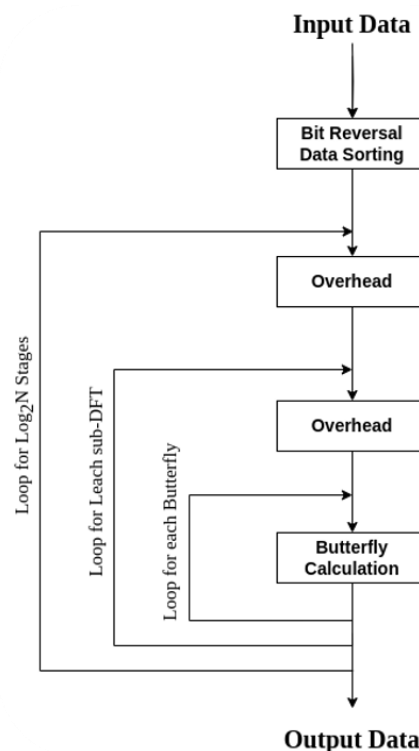 Input Data
Bit Reversal
Data Sorting
Overhead
Overhead
Butterfly
Calculation
Loop for Log2N Stages
Loop for Leach sub-DFT
Loop for each Butterfly
Output Data